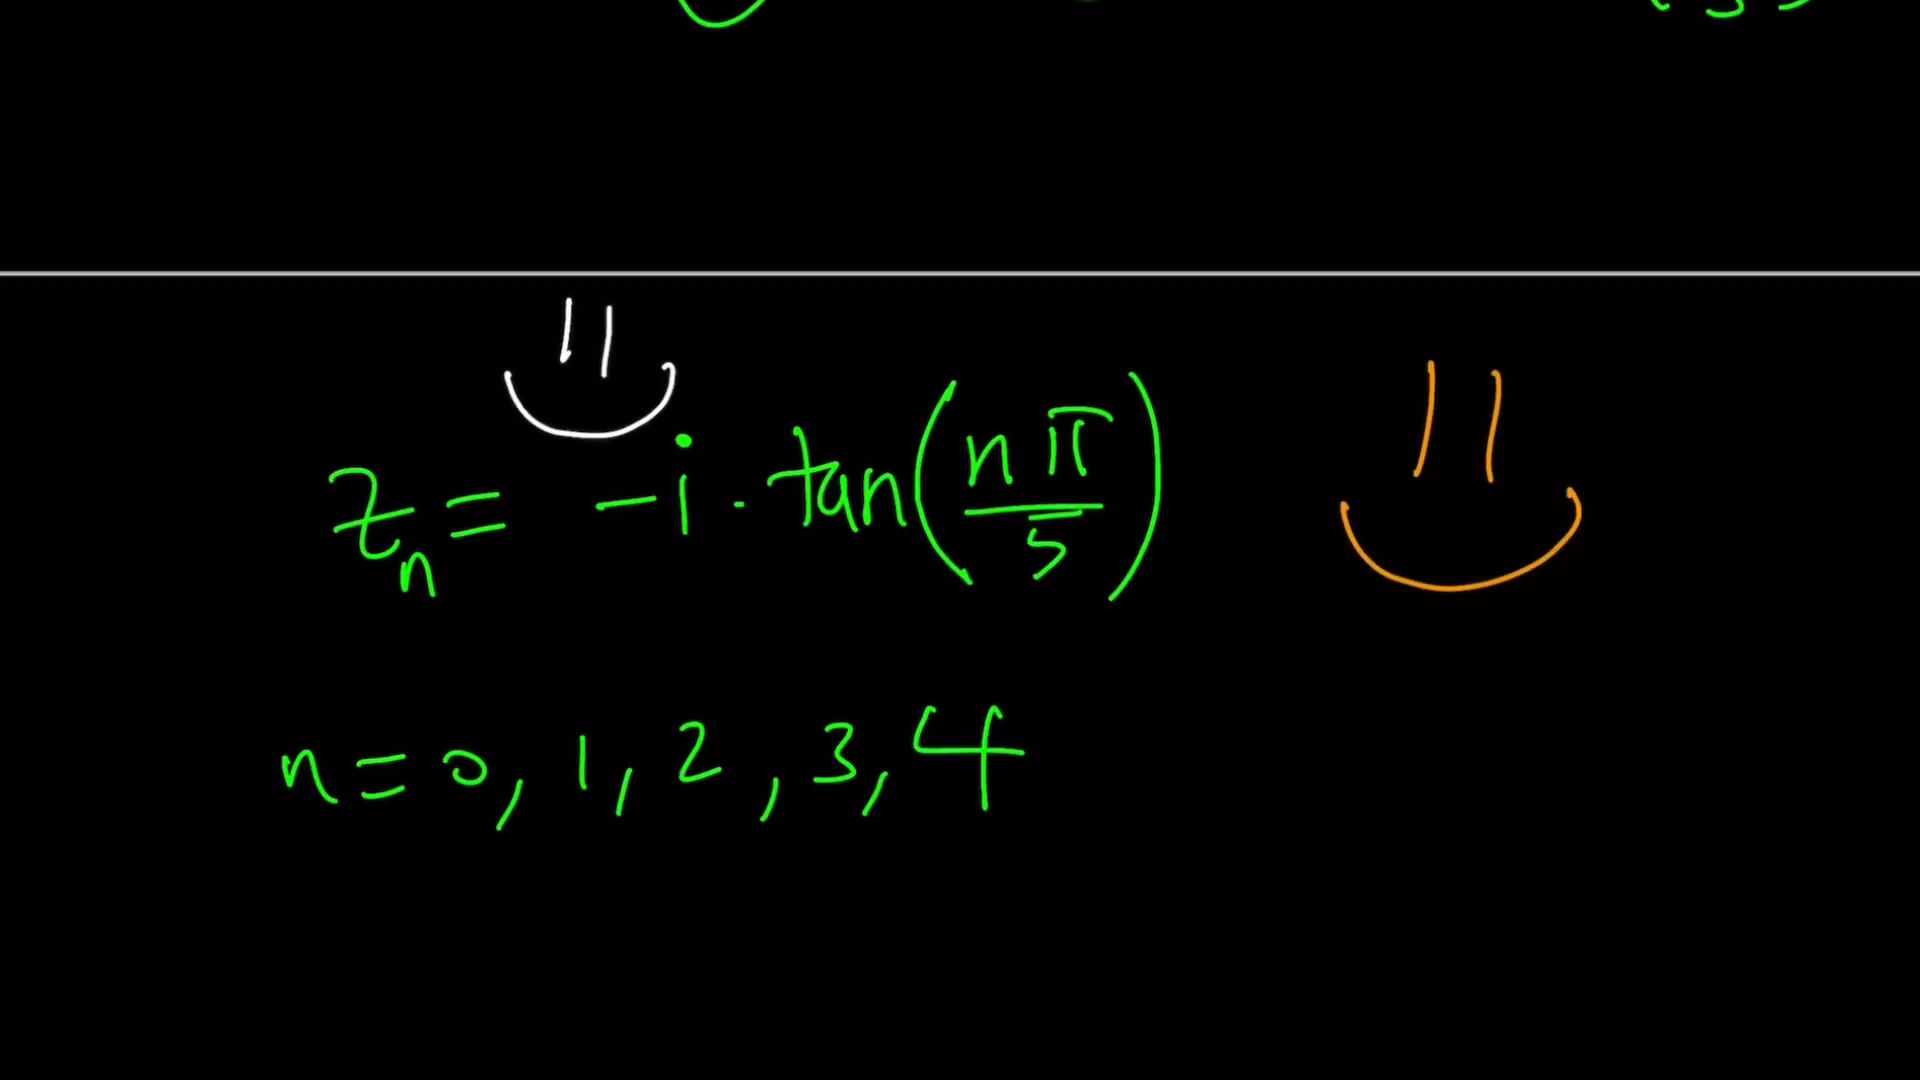 z_n = -i · tan(nπ/5)
n = 0, 1, 2, 3, 4